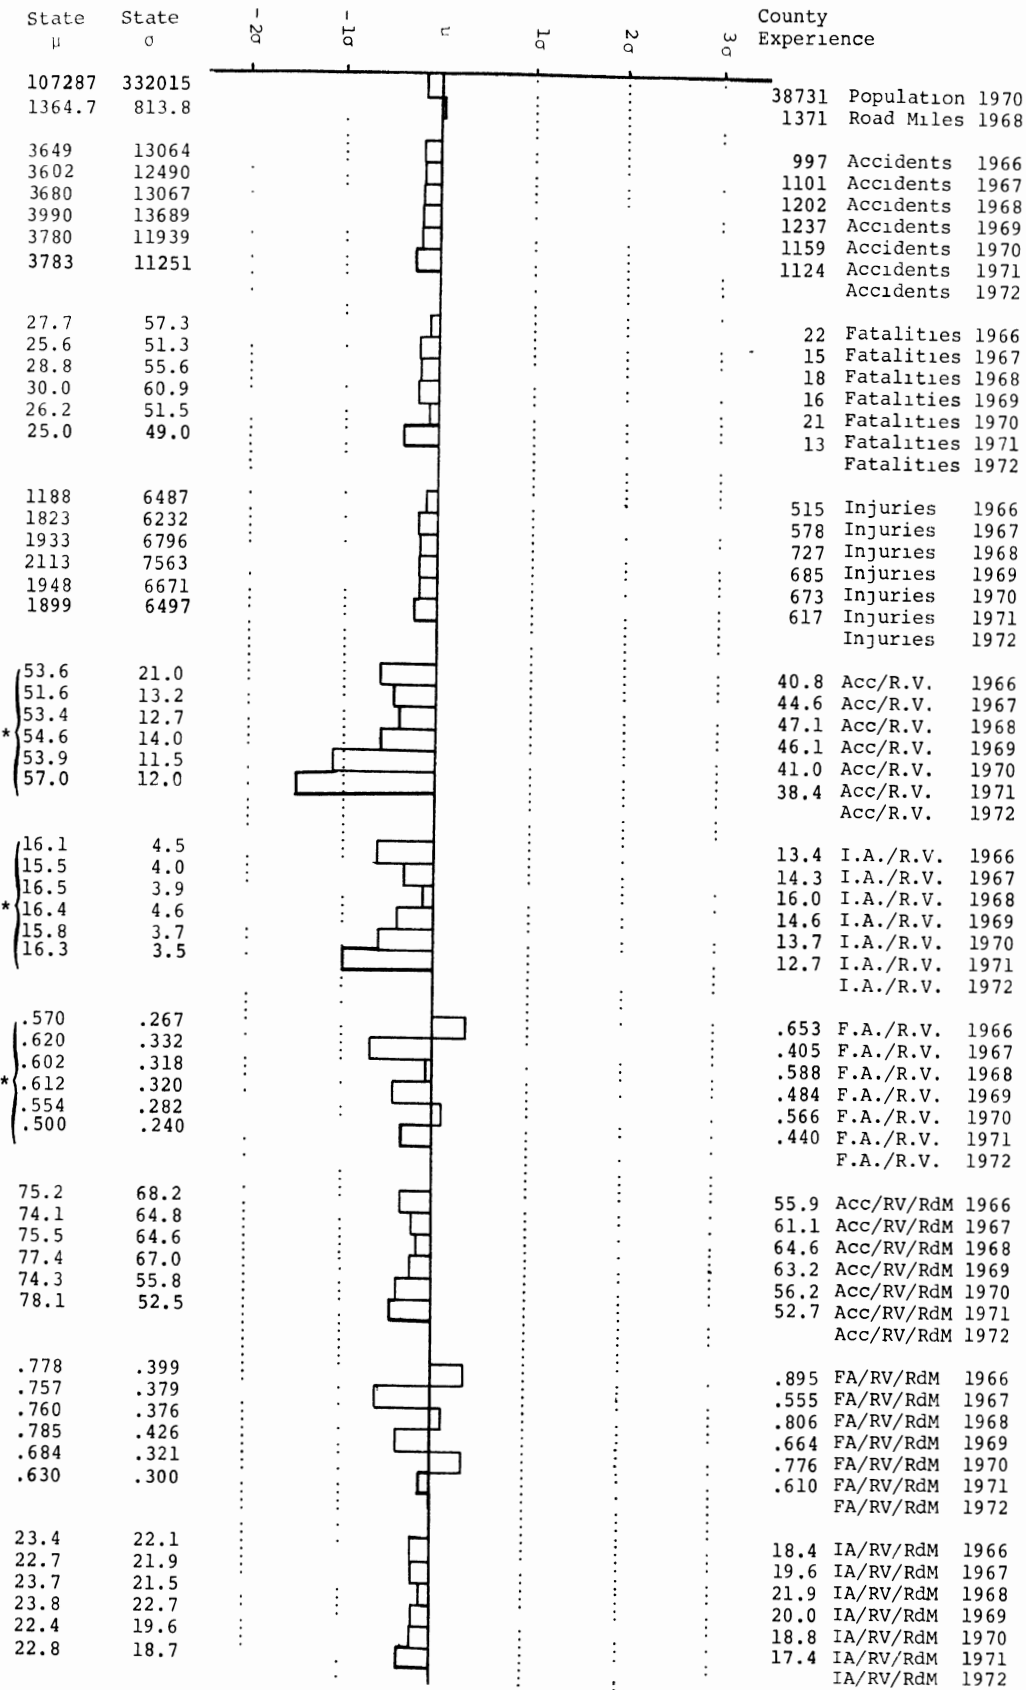 State State -2σ -1σ μ 1σ 2σ 3σ County
μ σ Experience
107287 332015 38731 Population 1970
1364.7 813.8 1371 Road Miles 1968
3649 13064 997 Accidents 1966
3602 12490 1101 Accidents 1967
3680 13067 1202 Accidents 1968
3990 13689 1237 Accidents 1969
3780 11939 1159 Accidents 1970
3783 11251 1124 Accidents 1971
Accidents 1972
27.7 57.3 22 Fatalities 1966
25.6 51.3 15 Fatalities 1967
28.8 55.6 18 Fatalities 1968
30.0 60.9 16 Fatalities 1969
26.2 51.5 21 Fatalities 1970
25.0 49.0 13 Fatalities 1971
Fatalities 1972
1188 6487 515 Injuries 1966
1823 6232 578 Injuries 1967
1933 6796 727 Injuries 1968
2113 7563 685 Injuries 1969
1948 6671 673 Injuries 1970
1899 6497 617 Injuries 1971
Injuries 1972
53.6 21.0 40.8 Acc/R.V. 1966
51.6 13.2 44.6 Acc/R.V. 1967
53.4 12.7 47.1 Acc/R.V. 1968
* 54.6 14.0 46.1 Acc/R.V. 1969
53.9 11.5 41.0 Acc/R.V. 1970
57.0 12.0 38.4 Acc/R.V. 1971
Acc/R.V. 1972
16.1 4.5 13.4 I.A./R.V. 1966
15.5 4.0 14.3 I.A./R.V. 1967
16.5 3.9 16.0 I.A./R.V. 1968
* 16.4 4.6 14.6 I.A./R.V. 1969
15.8 3.7 13.7 I.A./R.V. 1970
16.3 3.5 12.7 I.A./R.V. 1971
I.A./R.V. 1972
.570 .267 .653 F.A./R.V. 1966
.620 .332 .405 F.A./R.V. 1967
.602 .318 .588 F.A./R.V. 1968
* .612 .320 .484 F.A./R.V. 1969
.554 .282 .566 F.A./R.V. 1970
.500 .240 .440 F.A./R.V. 1971
F.A./R.V. 1972
75.2 68.2 55.9 Acc/RV/RdM 1966
74.1 64.8 61.1 Acc/RV/RdM 1967
75.5 64.6 64.6 Acc/RV/RdM 1968
77.4 67.0 63.2 Acc/RV/RdM 1969
74.3 55.8 56.2 Acc/RV/RdM 1970
78.1 52.5 52.7 Acc/RV/RdM 1971
Acc/RV/RdM 1972
.778 .399 .895 FA/RV/RdM 1966
.757 .379 .555 FA/RV/RdM 1967
.760 .376 .806 FA/RV/RdM 1968
.785 .426 .664 FA/RV/RdM 1969
.684 .321 .776 FA/RV/RdM 1970
.630 .300 .610 FA/RV/RdM 1971
FA/RV/RdM 1972
23.4 22.1 18.4 IA/RV/RdM 1966
22.7 21.9 19.6 IA/RV/RdM 1967
23.7 21.5 21.9 IA/RV/RdM 1968
23.8 22.7 20.0 IA/RV/RdM 1969
22.4 19.6 18.8 IA/RV/RdM 1970
22.8 18.7 17.4 IA/RV/RdM 1971
IA/RV/RdM 1972